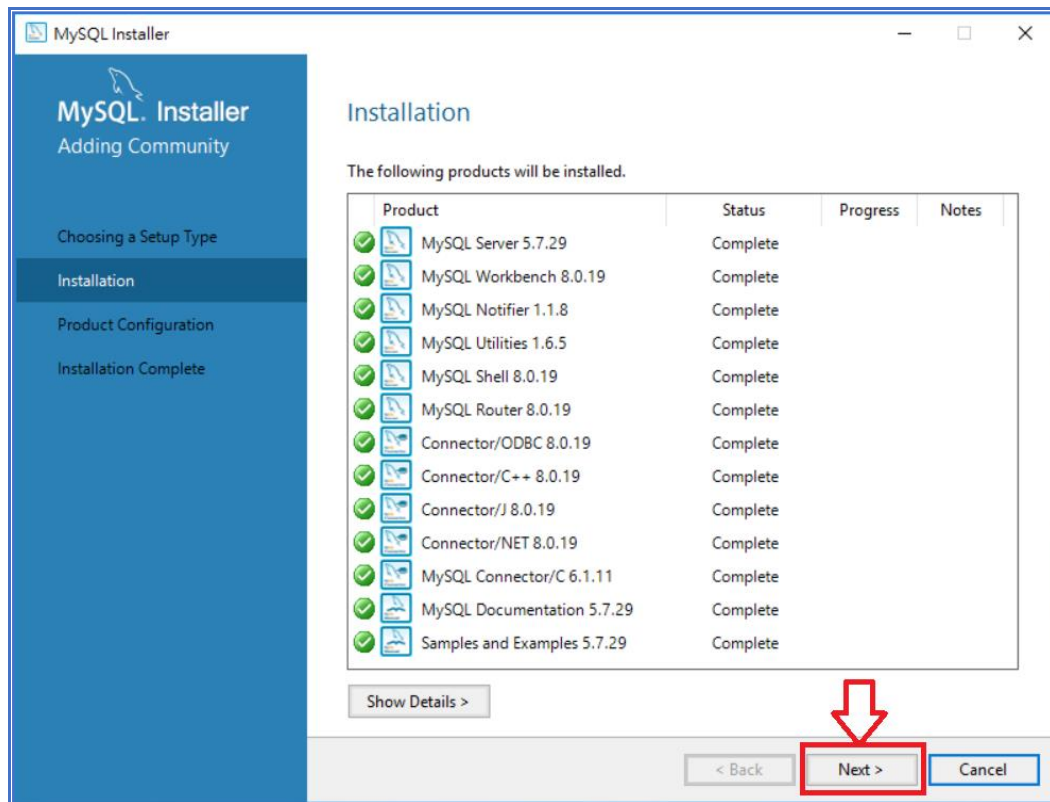 MySQL Installer
MySQL. Installer
Adding Community
Choosing a Setup Type
Installation
Product Configuration
Installation Complete
Installation
The following products will be installed.
Product Status Progress Notes
MySQL Server 5.7.29 Complete
MySQL Workbench 8.0.19 Complete
MySQL Notifier 1.1.8 Complete
MySQL Utilities 1.6.5 Complete
MySQL Shell 8.0.19 Complete
MySQL Router 8.0.19 Complete
Connector/ODBC 8.0.19 Complete
Connector/C++ 8.0.19 Complete
Connector/J 8.0.19 Complete
Connector/NET 8.0.19 Complete
MySQL Connector/C 6.1.11 Complete
MySQL Documentation 5.7.29 Complete
Samples and Examples 5.7.29 Complete
Show Details >
< Back Next > Cancel